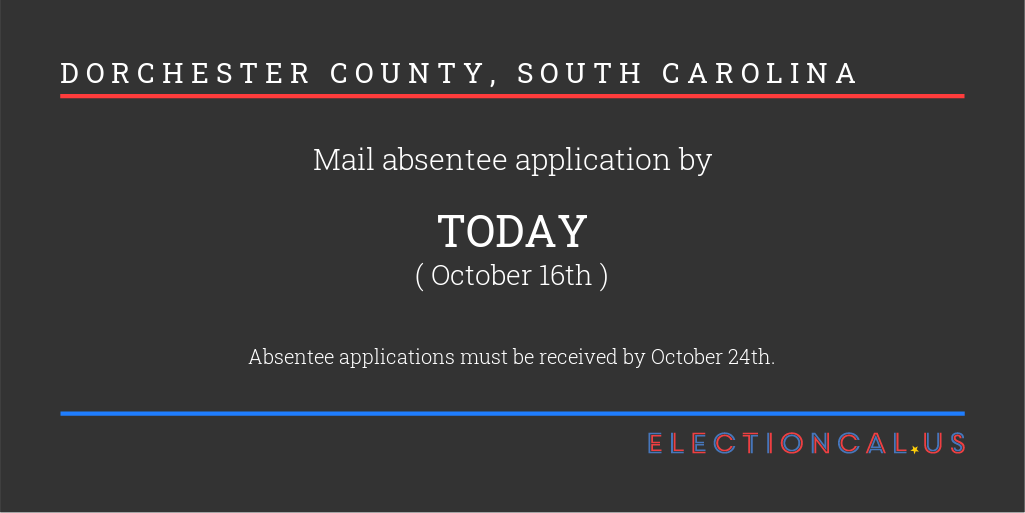 DORCHESTER COUNTY, SOUTH CAROLINA
Mail absentee application by
TODAY
( October 16th )
Absentee applications must be received by October 24th.
ELECTIONCAL.US